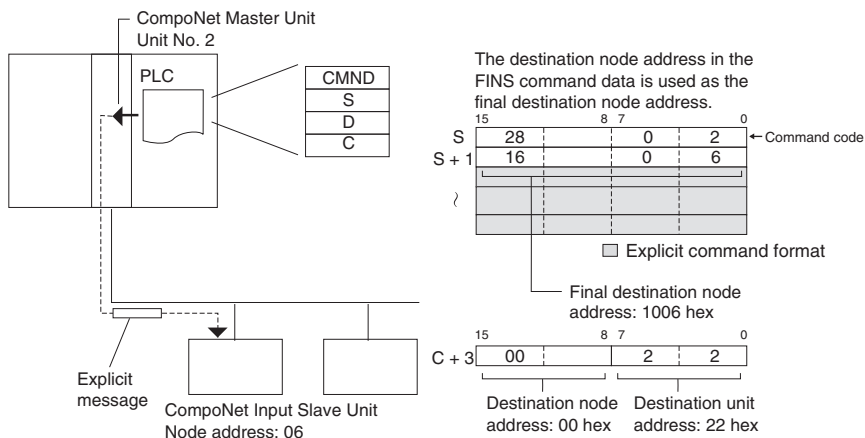 CompoNet Master Unit
Unit No. 2
PLC
CMND
S
D
C
The destination node address in the
FINS command data is used as the
final destination node address.
15 8 7 0
S 28 0 2 Command code
S + 1 16 0 6
~
Explicit command format
Final destination node
address: 1006 hex
15 8 7 0
C + 3 00 2 2
Destination node
address: 00 hex
Destination unit
address: 22 hex
Explicit
message
CompoNet Input Slave Unit
Node address: 06